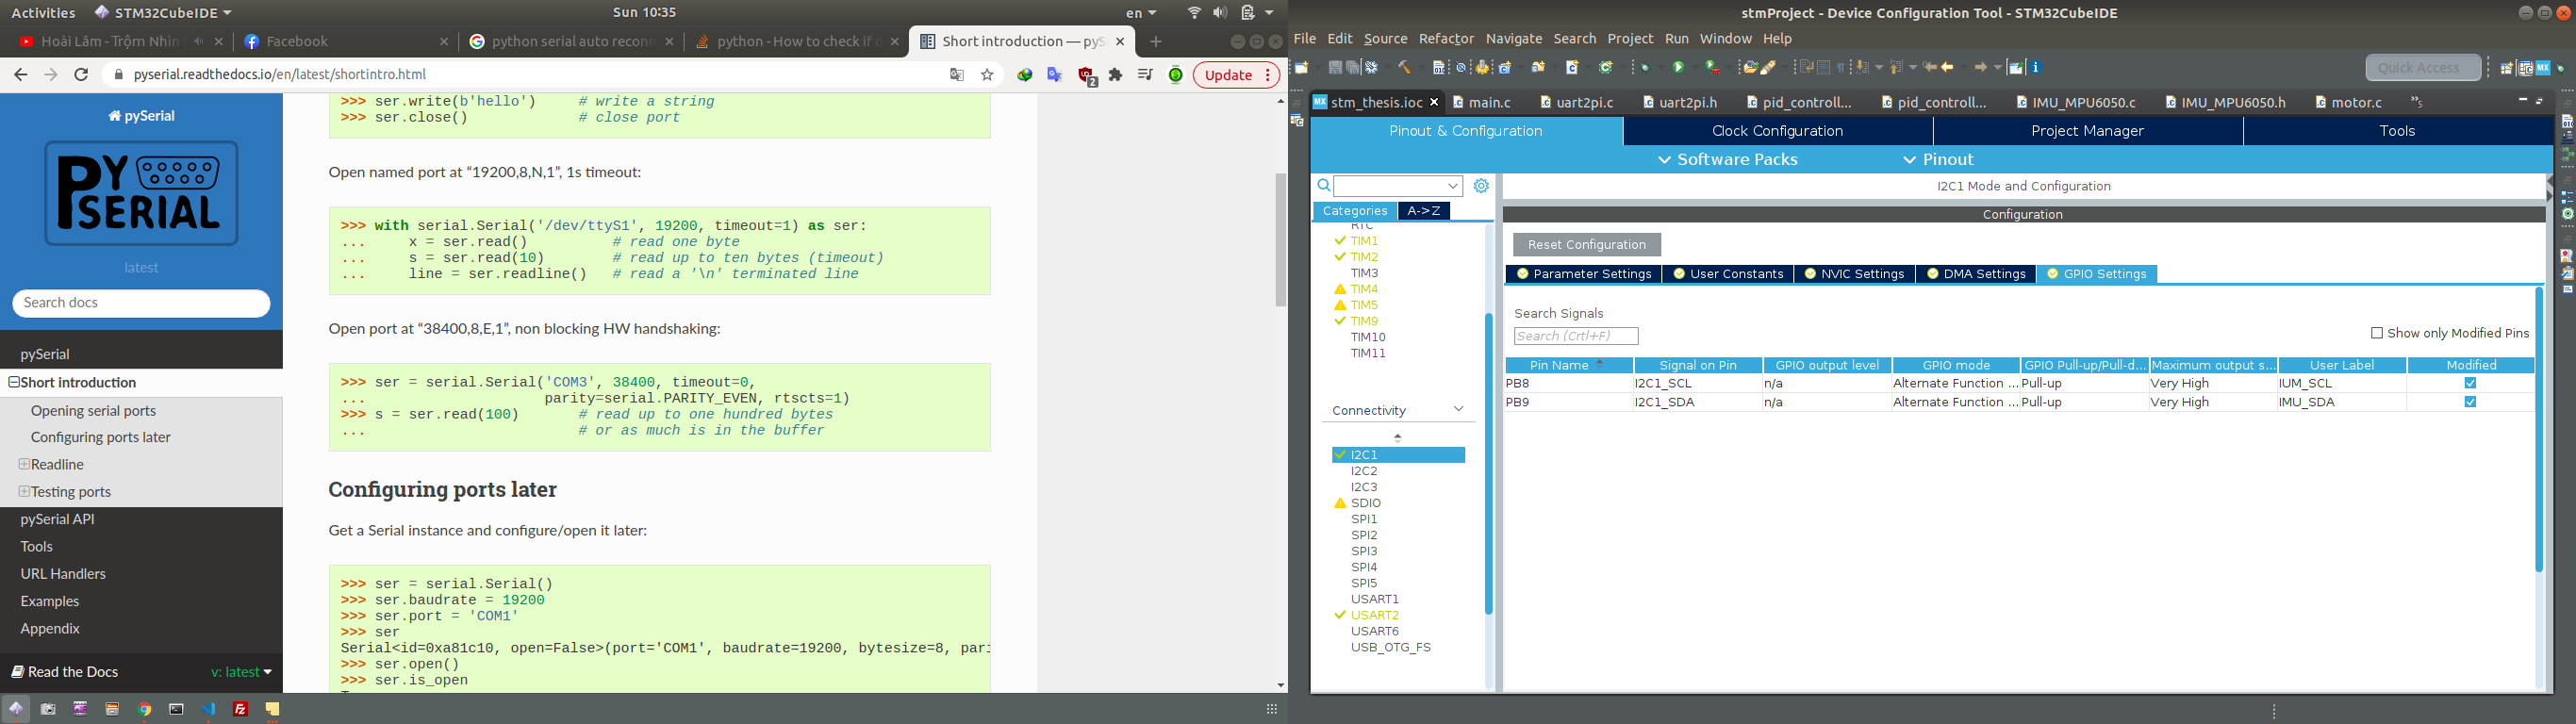 Activities
STM32CubeIDE
Sun 10:35
en
Hoài Lâm - Trộm Nhìn
Facebook
python serial auto reconn
python - How to check if
Short introduction — pyS
pyserial.readthedocs.io/en/latest/shortintro.html
2
Update
pySerial
PY SERIAL
latest
Search docs
pySerial
Short introduction
Opening serial ports
Configuring ports later
Readline
Testing ports
pySerial API
Tools
URL Handlers
Examples
Appendix
Read the Docs
v: latest
>>> ser.write(b'hello')     # write a string
>>> ser.close()             # close port
Open named port at “19200,8,N,1”, 1s timeout:
>>> with serial.Serial('/dev/ttyS1', 19200, timeout=1) as ser:
...     x = ser.read()          # read one byte
...     s = ser.read(10)        # read up to ten bytes (timeout)
...     line = ser.readline()   # read a '\n' terminated line
Open port at “38400,8,E,1”, non blocking HW handshaking:
>>> ser = serial.Serial('COM3', 38400, timeout=0,
...                     parity=serial.PARITY_EVEN, rtscts=1)
>>> s = ser.read(100)       # read up to one hundred bytes
...                         # or as much is in the buffer
Configuring ports later
Get a Serial instance and configure/open it later:
>>> ser = serial.Serial()
>>> ser.baudrate = 19200
>>> ser.port = 'COM1'
>>> ser
Serial<id=0xa81c10, open=False>(port='COM1', baudrate=19200, bytesize=8, pari
>>> ser.open()
>>> ser.is_open
stmProject - Device Configuration Tool - STM32CubeIDE
File Edit Source Refactor Navigate Search Project Run Window Help
Quick Access
stm_thesis.ioc
main.c
uart2pi.c
uart2pi.h
pid_controll...
pid_controll...
IMU_MPU6050.c
IMU_MPU6050.h
motor.c
»5
Pinout & Configuration
Clock Configuration
Project Manager
Tools
Software Packs
Pinout
I2C1 Mode and Configuration
Categories
A->Z
RTC
TIM1
TIM2
TIM3
TIM4
TIM5
TIM9
TIM10
TIM11
Connectivity
I2C1
I2C2
I2C3
SDIO
SPI1
SPI2
SPI3
SPI4
SPI5
USART1
USART2
USART6
USB_OTG_FS
Configuration
Reset Configuration
Parameter Settings
User Constants
NVIC Settings
DMA Settings
GPIO Settings
Search Signals
Search (Crtl+F)
Show only Modified Pins
Pin Name Signal on Pin GPIO output level GPIO mode GPIO Pull-up/Pull-d... Maximum output s... User Label Modified
PB8 I2C1_SCL n/a Alternate Function ... Pull-up Very High IUM_SCL
PB9 I2C1_SDA n/a Alternate Function ... Pull-up Very High IMU_SDA